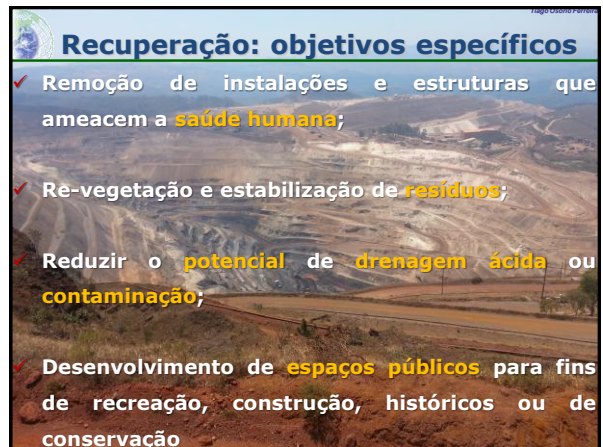 Tiago Osório Ferreira
Recuperação: objetivos específicos
✓ Remoção de instalações e estruturas que
ameacem a saúde humana;
✓ Re-vegetação e estabilização de resíduos;
✓ Reduzir o potencial de drenagem ácida ou
contaminação;
✓ Desenvolvimento de espaços públicos para fins
de recreação, construção, históricos ou de
conservação